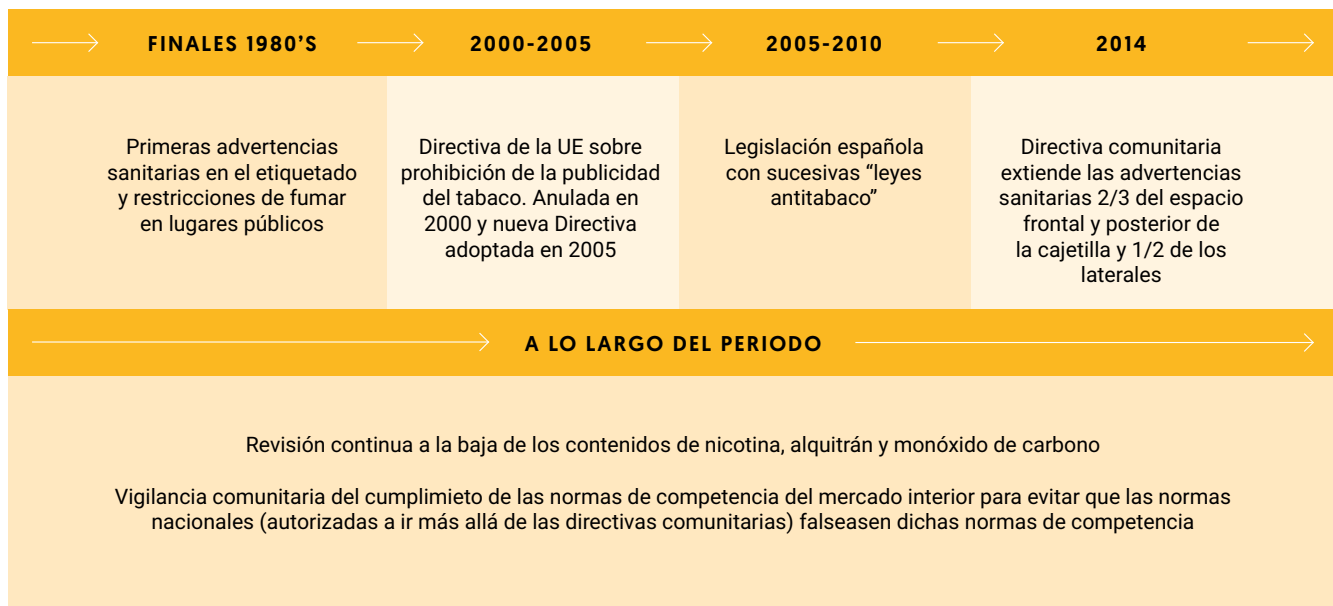 FINALES 1980'S
2000-2005
2005-2010
2014
Primeras advertencias
sanitarias en el etiquetado
y restricciones de fumar
en lugares públicos
Directiva de la UE sobre
prohibición de la publicidad
del tabaco. Anulada en
2000 y nueva Directiva
adoptada en 2005
Legislación española
con sucesivas “leyes
antitabaco”
Directiva comunitaria
extiende las advertencias
sanitarias 2/3 del espacio
frontal y posterior de
la cajetilla y 1/2 de los
laterales
A LO LARGO DEL PERIODO
Revisión continua a la baja de los contenidos de nicotina, alquitrán y monóxido de carbono
Vigilancia comunitaria del cumplimieto de las normas de competencia del mercado interior para evitar que las normas
nacionales (autorizadas a ir más allá de las directivas comunitarias) falseasen dichas normas de competencia